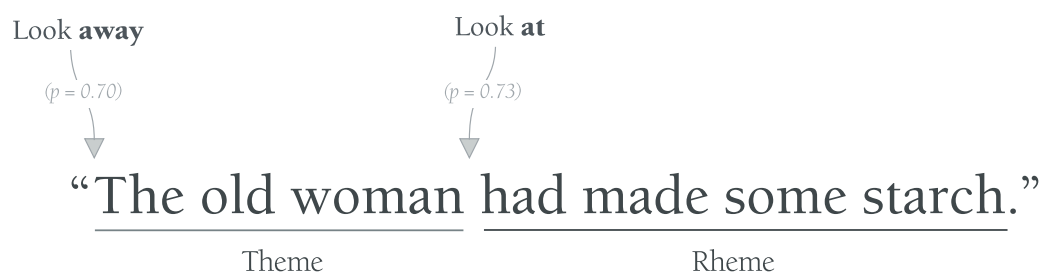 Look away Look at
(p = 0.70) (p = 0.73)
“The old woman had made some starch.”
Theme Rheme